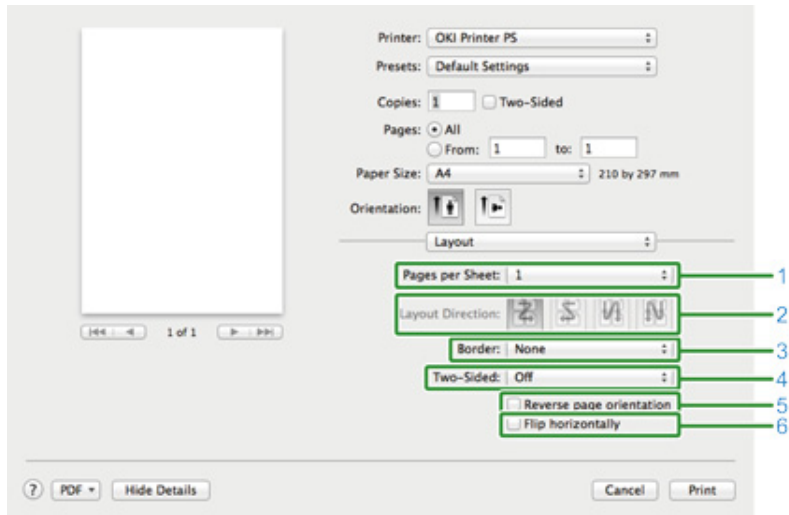 Printer: OKI Printer PS
Presets: Default Settings
Copies: 1 Two-Sided
Pages: All
From: 1 to: 1
Paper Size: A4 210 by 297 mm
Orientation:
Layout
Pages per Sheet: 1 1
Layout Direction: 2
Border: None 3
Two-Sided: Off 4
Reverse page orientation 5
Flip horizontally 6
1 of 1
? PDF Hide Details Cancel Print